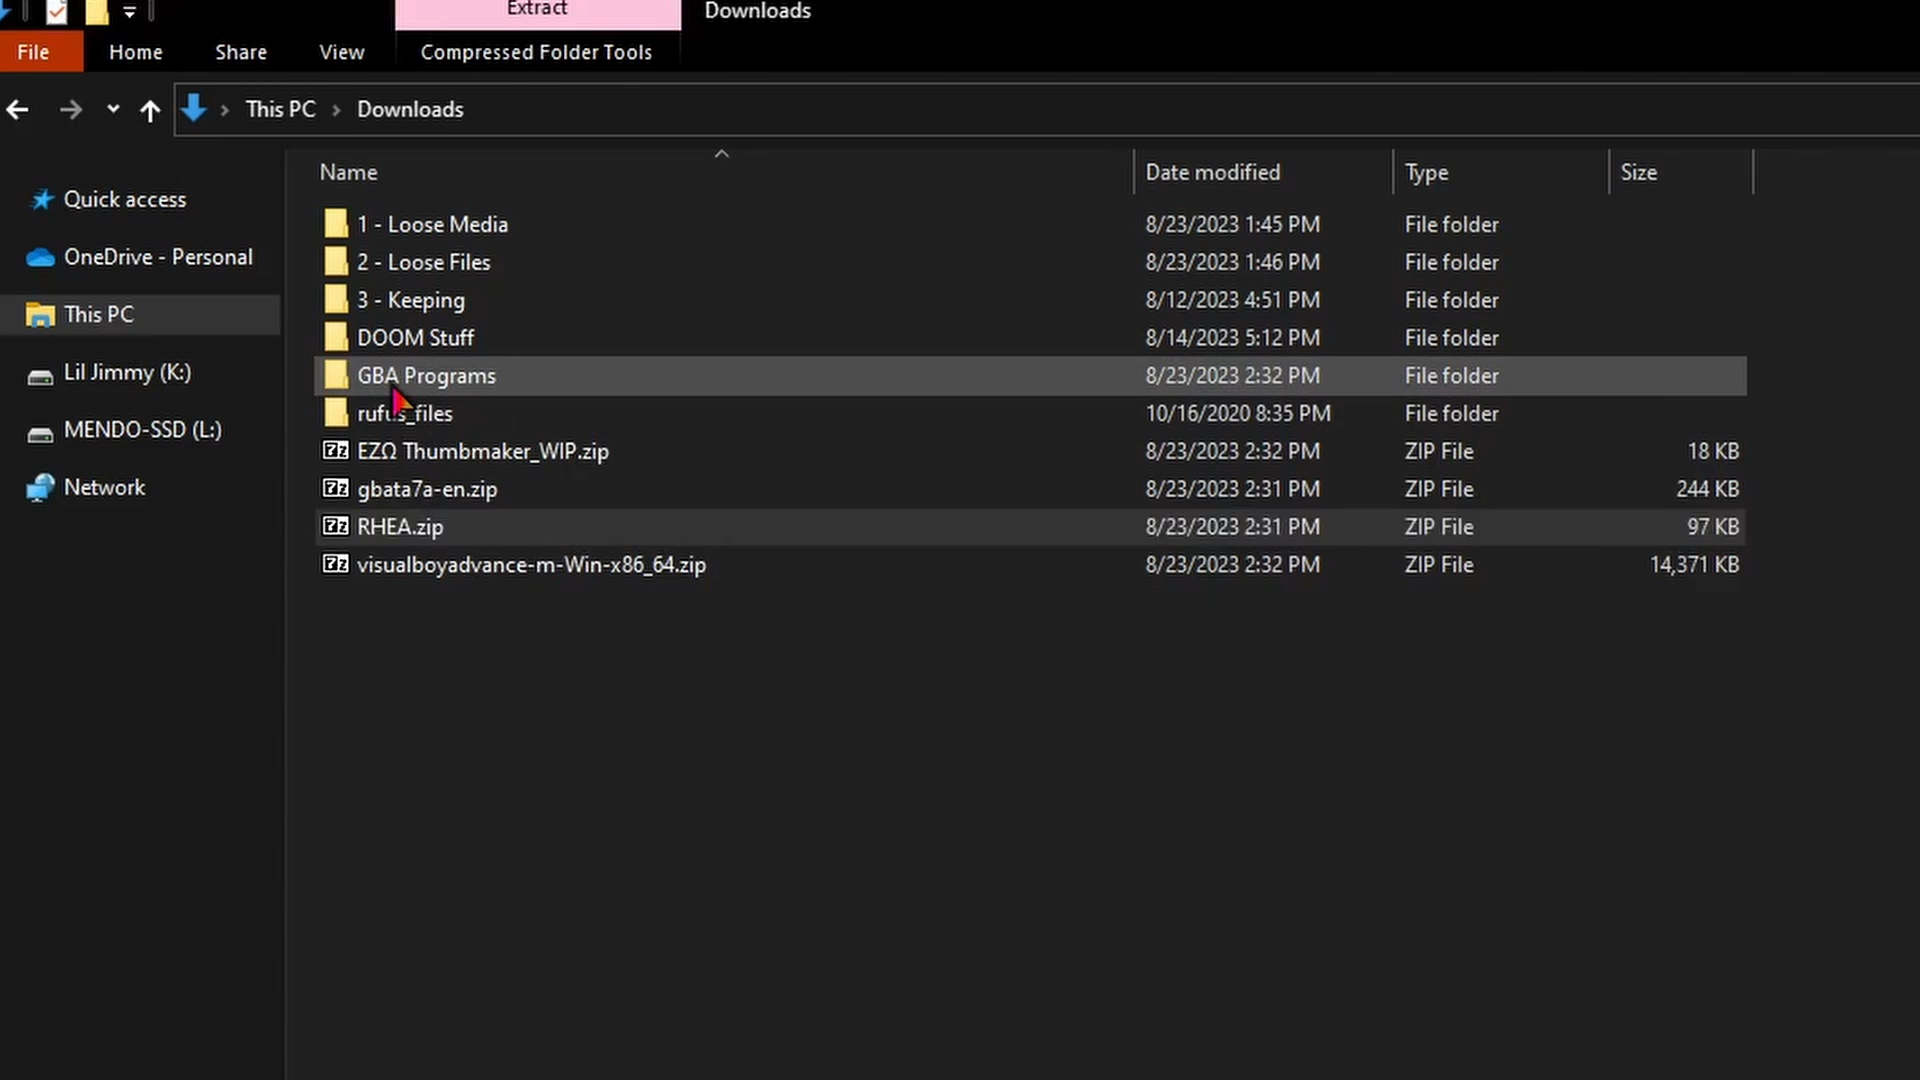 Extract
Downloads
File
Home
Share
View
Compressed Folder Tools
This PC
Downloads
Quick access
OneDrive - Personal
This PC
Lil Jimmy (K:)
MENDO-SSD (L:)
Network
Name Date modified Type Size
1 - Loose Media 8/23/2023 1:45 PM File folder
2 - Loose Files 8/23/2023 1:46 PM File folder
3 - Keeping 8/12/2023 4:51 PM File folder
DOOM Stuff 8/14/2023 5:12 PM File folder
GBA Programs 8/23/2023 2:32 PM File folder
rufus_files 10/16/2020 8:35 PM File folder
7z EZΩ Thumbmaker_WIP.zip 8/23/2023 2:32 PM ZIP File 18 KB
7z gbata7a-en.zip 8/23/2023 2:31 PM ZIP File 244 KB
7z RHEA.zip 8/23/2023 2:31 PM ZIP File 97 KB
7z visualboyadvance-m-Win-x86_64.zip 8/23/2023 2:32 PM ZIP File 14,371 KB